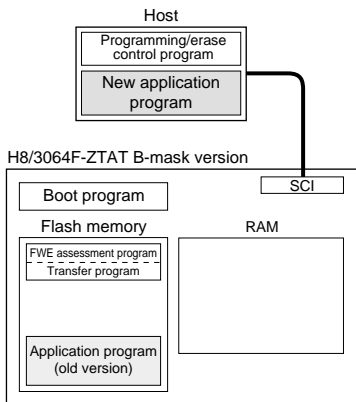 Host
Programming/erase
control program
New application
program
H8/3064F-ZTAT B-mask version
SCI
Boot program
Flash memory
RAM
FWE assessment program
Transfer program
Application program
(old version)